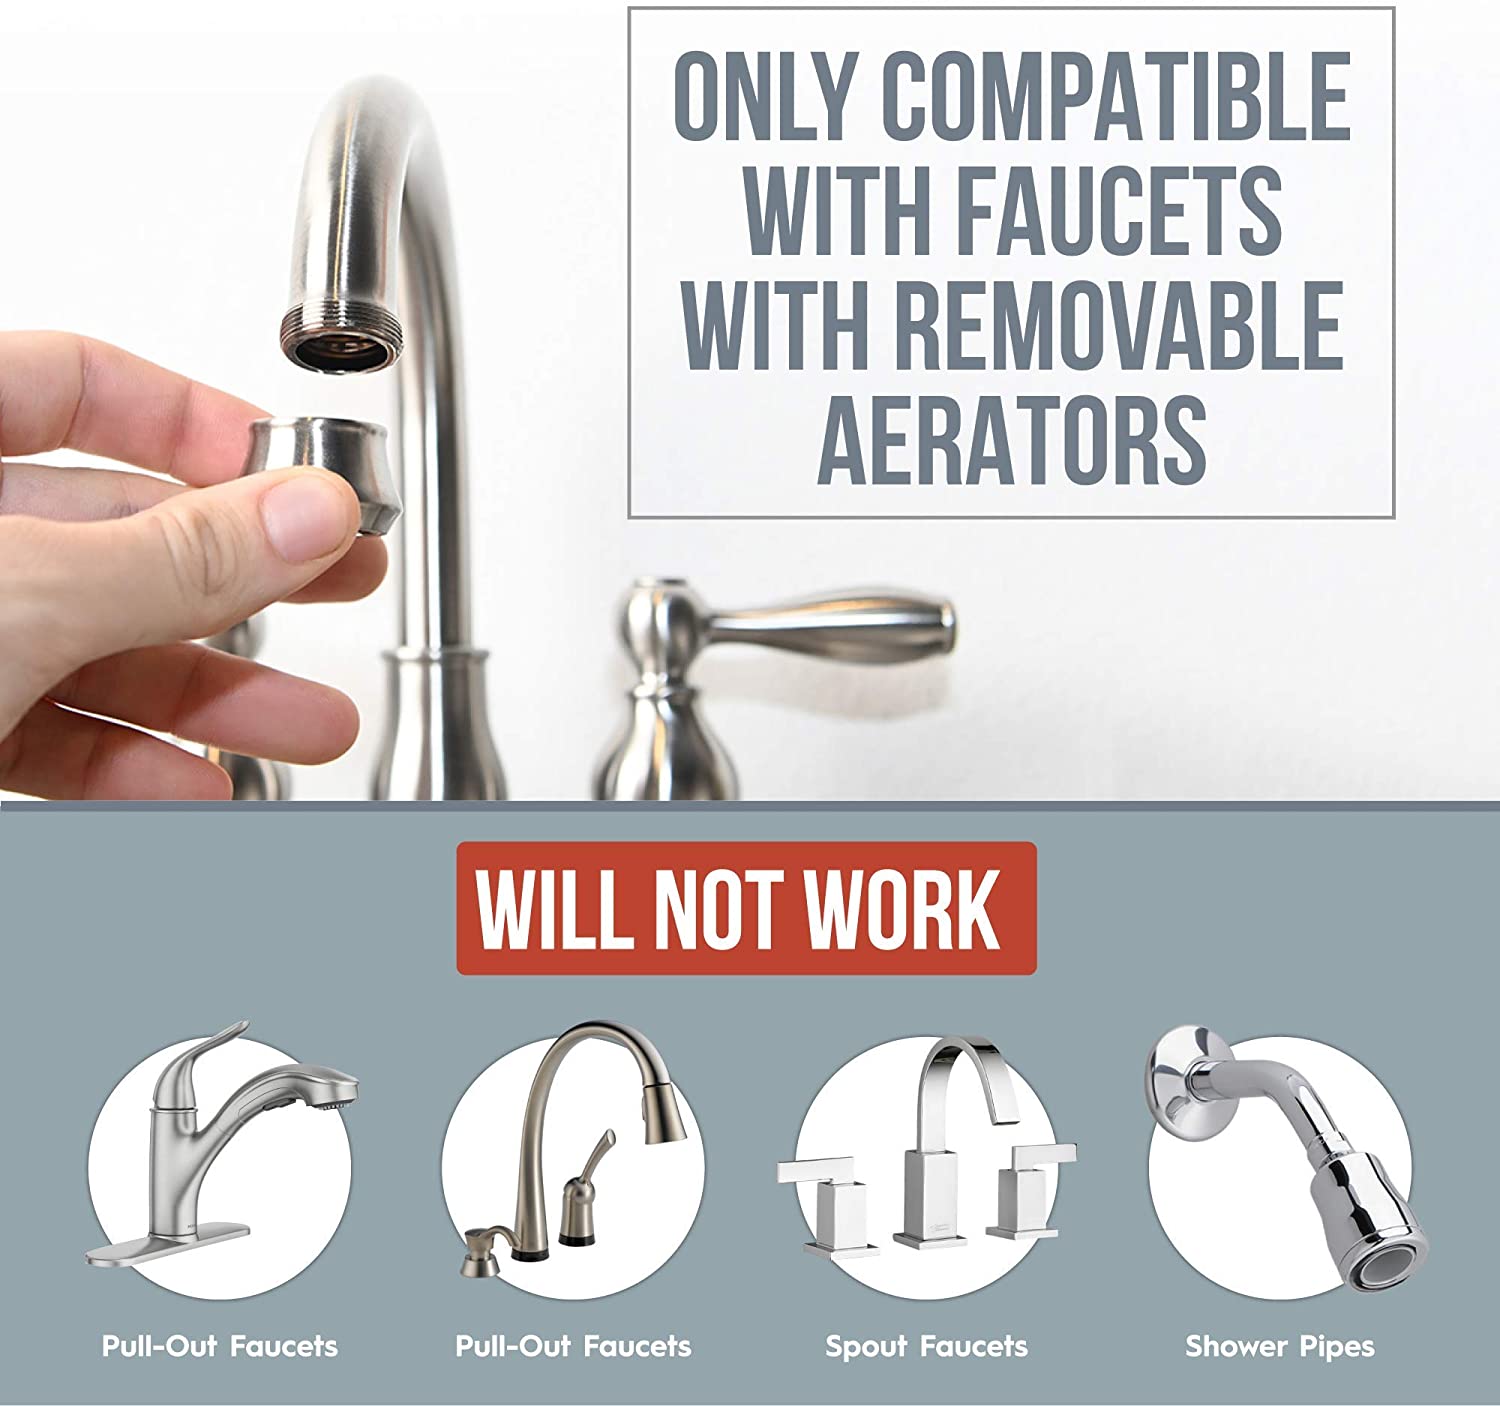 ONLY COMPATIBLE
WITH FAUCETS
WITH REMOVABLE
AERATORS
WILL NOT WORK
Pull-Out Faucets
Pull-Out Faucets
Spout Faucets
Shower Pipes